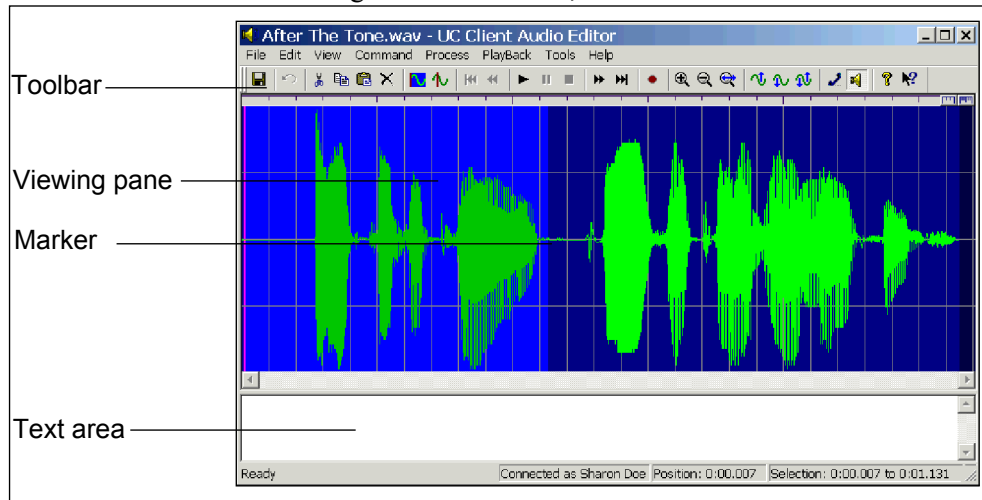 After The Tone.wav - UC Client Audio Editor
File Edit View Command Process PlayBack Tools Help
Toolbar
Viewing pane
Marker
Text area
Ready Connected as Sharon Doe Position: 0:00.007 Selection: 0:00.007 to 0:01.131